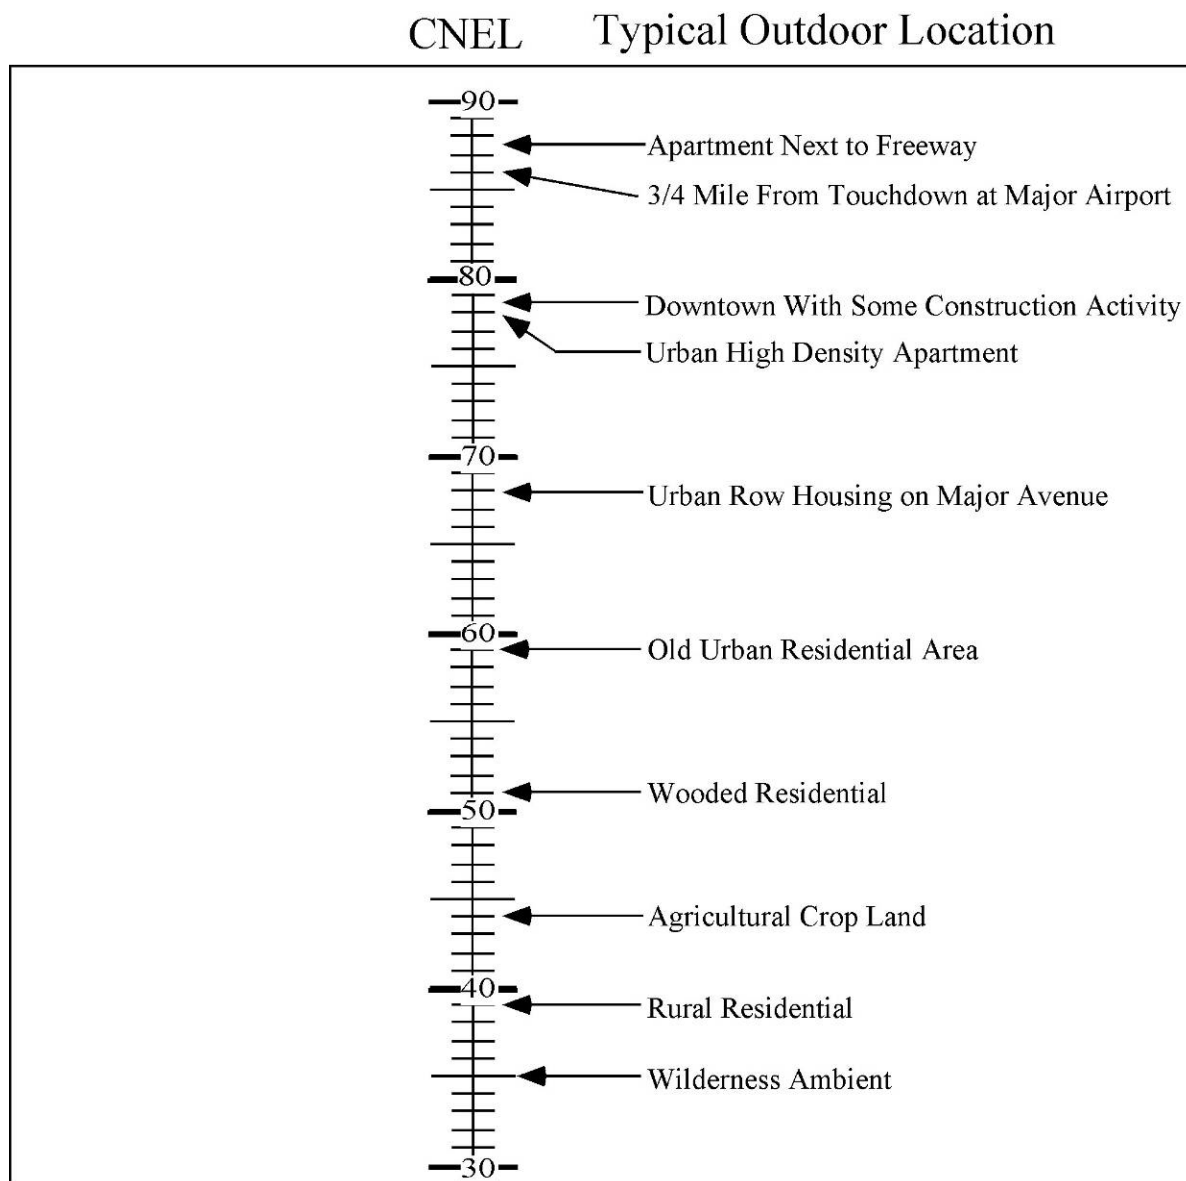 CNEL Typical Outdoor Location
90
Apartment Next to Freeway
3/4 Mile From Touchdown at Major Airport
80
Downtown With Some Construction Activity
Urban High Density Apartment
70
Urban Row Housing on Major Avenue
60
Old Urban Residential Area
Wooded Residential
50
Agricultural Crop Land
40
Rural Residential
Wilderness Ambient
30